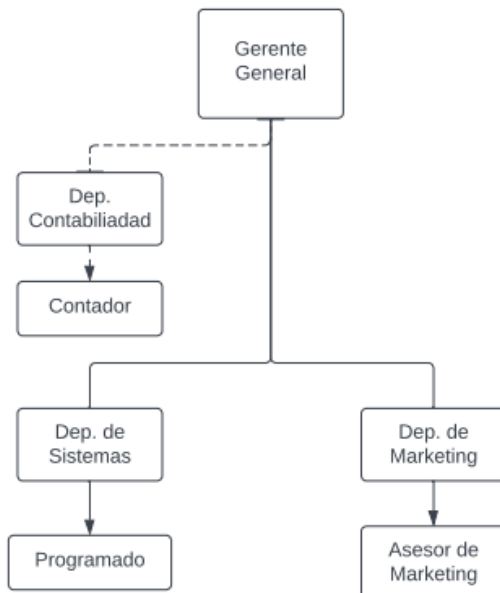 Gerente
General
Dep.
Contabiliadad
Contador
Dep. de
Sistemas
Dep. de
Marketing
Programado
Asesor de
Marketing